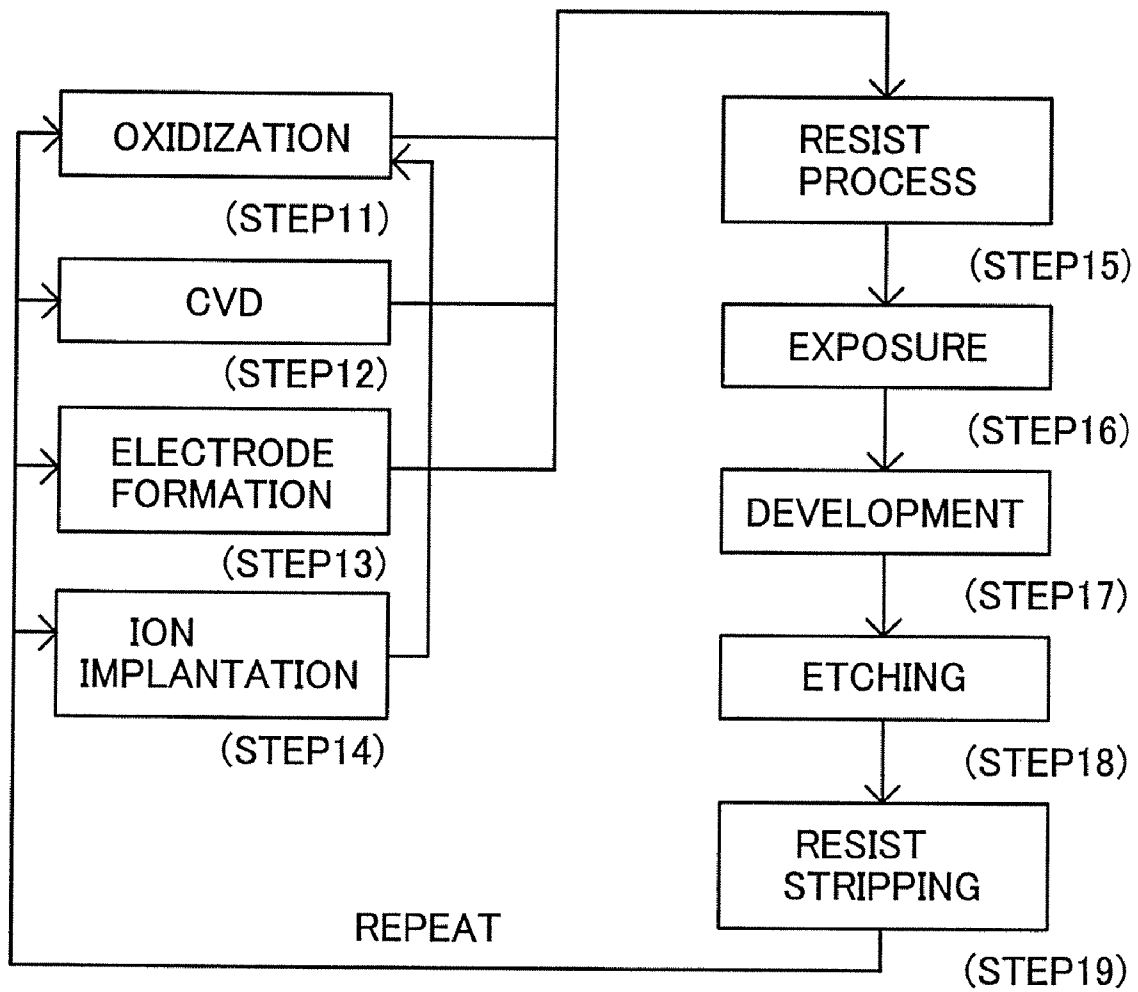 OXIDIZATION
(STEP11)
CVD
(STEP12)
ELECTRODE
FORMATION
(STEP13)
ION
IMPLANTATION
(STEP14)
RESIST
PROCESS
(STEP15)
EXPOSURE
(STEP16)
DEVELOPMENT
(STEP17)
ETCHING
(STEP18)
RESIST
STRIPPING
(STEP19)
REPEAT